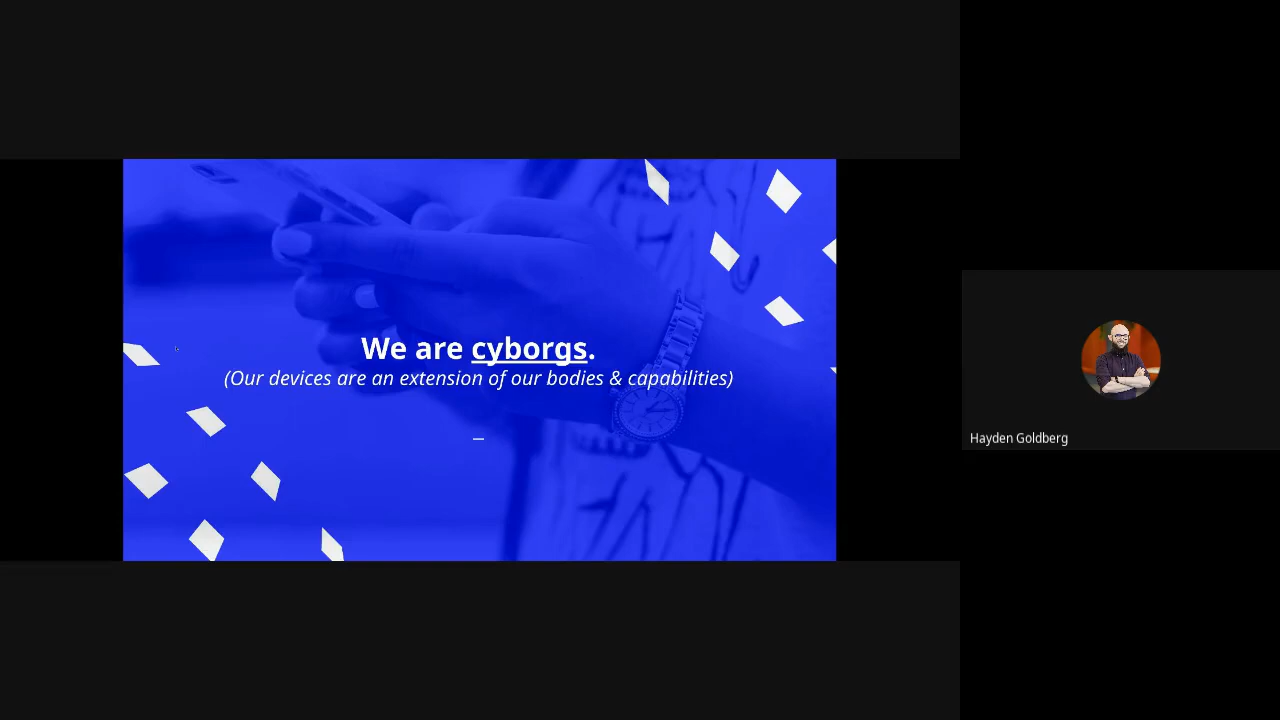 We are cyborgs.
(Our devices are an extension of our bodies & capabilities)
Hayden Goldberg